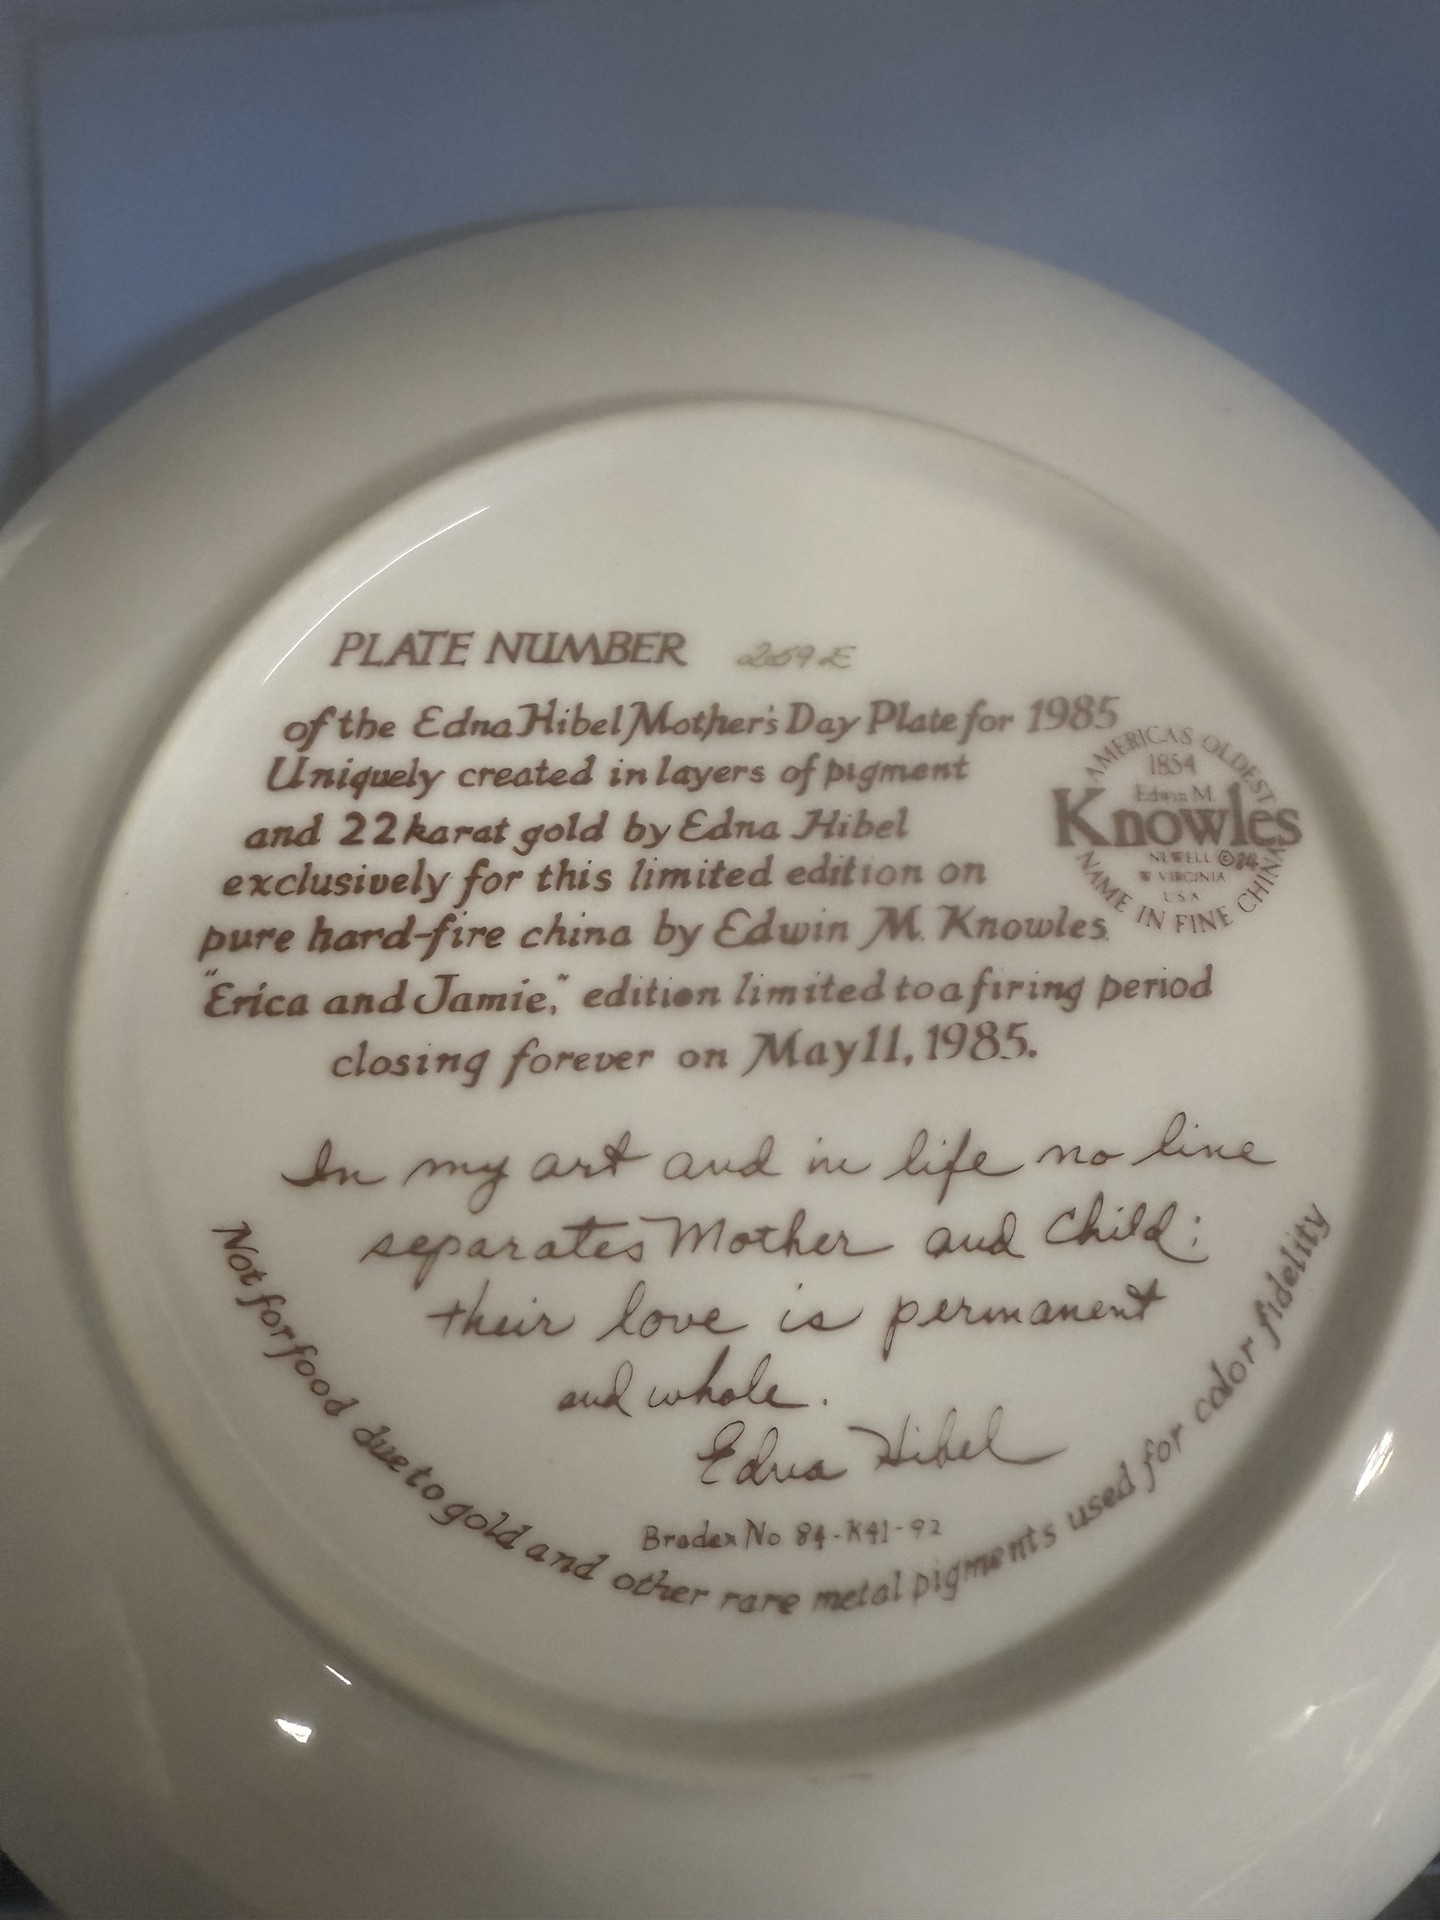 PLATE NUMBER
of the Edna Hibel Mother's Day Plate for 1985
Uniquely created in layers of pigment
and 22 karat gold by Edna Hibel
exclusively for this limited edition on
pure hard-fire china by Edwin M. Knowles.
"Erica and Jamie," edition limited to a firing period
closing forever on May 11, 1985.
AMERICA'S OLDEST
1854
Edwin M.
Knowles
NEWELL ©84
W VIRGINIA
USA
NAME IN FINE CHINA
In my art and in life no line
separates Mother and Child;
their love is permanent
and whole.
Edna Hibel
Bradex No 84-K41-92
Not for food due to gold and other rare metal pigments used for color fidelity